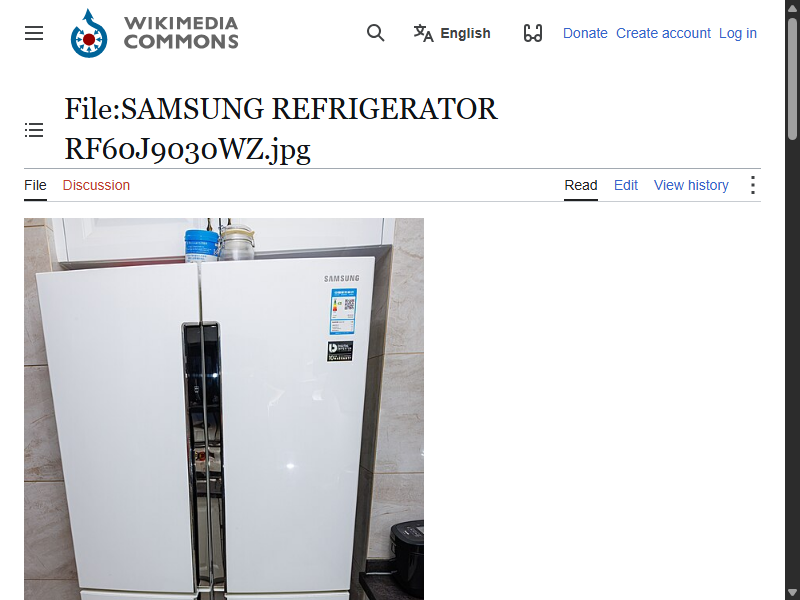 WIKIMEDIA
COMMONS
English
Donate Create account Log in
File:SAMSUNG REFRIGERATOR
RF60J9030WZ.jpg
File Discussion
Read Edit View history
SAMSUNG